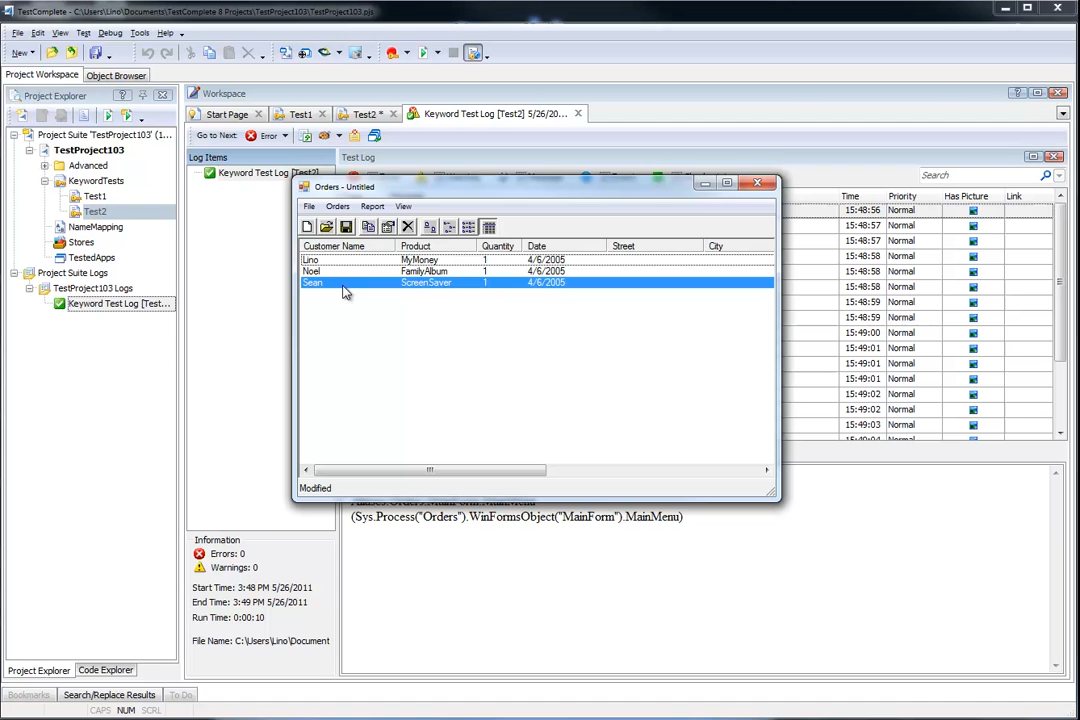 TestComplete - C:\Users\Lino\Documents\TestComplete 8 Projects\TestProject103\TestProject103.pjs
File Edit View Test Debug Tools Help
New
Project Workspace Object Browser
Project Explorer
Workspace
Start Page Test1 Test2 * Keyword Test Log [Test2] 5/26/20...
Go to Next: Error
Log Items
Test Log
Project Suite 'TestProject103' (1...
TestProject103
Advanced
KeywordTests
Test1
Test2
NameMapping
Stores
TestedApps
Project Suite Logs
TestProject103 Logs
Keyword Test Log [Test...
Keyword Test Log [Test2]
Search
Time Priority Has Picture Link
15:48:56 Normal
15:48:57 Normal
15:48:57 Normal
15:48:57 Normal
15:48:58 Normal
15:48:58 Normal
15:48:59 Normal
15:48:59 Normal
15:49:00 Normal
15:49:01 Normal
15:49:01 Normal
15:49:01 Normal
15:49:02 Normal
15:49:02 Normal
15:49:03 Normal
15:49:04 Normal
Orders - Untitled
File Orders Report View
Customer Name Product Quantity Date Street City
Lino MyMoney 1 4/6/2005
Noel FamilyAlbum 1 4/6/2005
Sean ScreenSaver 1 4/6/2005
Modified
Aliases.Orders.MainForm.MainMenu
(Sys.Process("Orders").WinFormsObject("MainForm").MainMenu)
Information
Errors: 0
Warnings: 0
Start Time: 3:48 PM 5/26/2011
End Time: 3:49 PM 5/26/2011
Run Time: 0:00:10
File Name: C:\Users\Lino\Document
Project Explorer Code Explorer
Bookmarks Search/Replace Results To Do
CAPS NUM SCRL